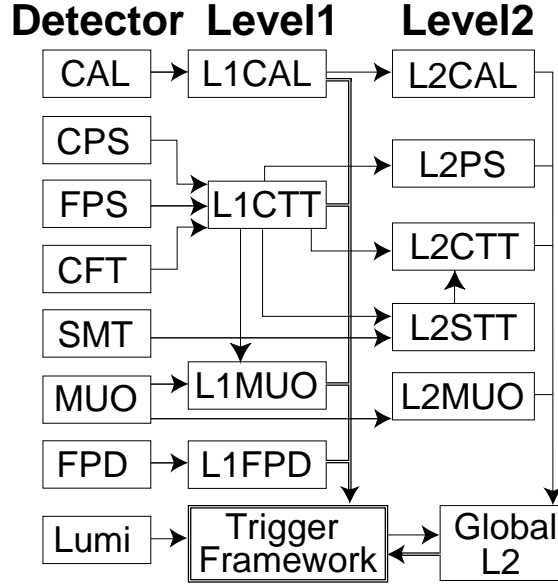 Detector Level1 Level2
CAL L1CAL L2CAL
CPS
L2PS
FPS L1CTT
L2CTT
CFT
SMT L2STT
MUO L1MUO L2MUO
FPD L1FPD
Lumi Trigger Framework Global L2